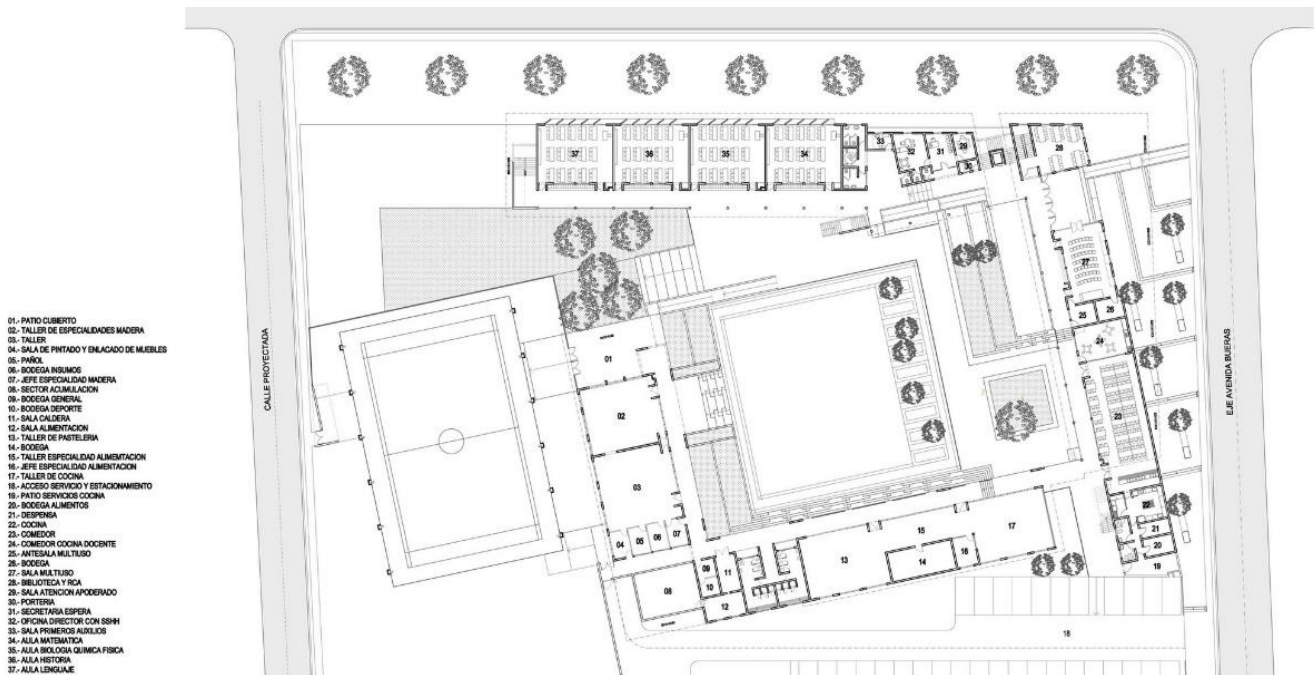 01.- PATIO CUBIERTO
02.- TALLER DE ESPECIALIDADES MADERA
03.- TALLER
04.- SALA DE PINTADO Y ENLACADO DE MUEBLES
05.- PAÑOL
06.- BODEGA INSUMOS
07.- JEFE ESPECIALIDAD MADERA
08.- SECTOR ACUMULACION
09.- BODEGA GENERAL
10.- BODEGA DEPORTE
11.- SALA CALDERA
12.- SALA ALIMENTACION
13.- TALLER DE PASTELERIA
14.- BODEGA
15.- TALLER ESPECIALIDAD ALIMEMTACION
16.- JEFE ESPECIALIDAD ALIMENTACION
17.- TALLER DE COCINA
18.- ACCESO SERVICIO Y ESTACIONAMIENTO
19.- PATIO SERVICIOS COCINA
20.- BODEGA ALIMENTOS
21.- DESPENSA
22.- COCINA
23.- COMEDOR
24.- COMEDOR COCINA DOCENTE
25.- ANTESALA MULTIUSO
26.- BODEGA
27.- SALA MULTIUSO
28.- BIBLIOTECA Y RCA
29.- SALA ATENCION APODERADO
30.- PORTERIA
31.- SECRETARIA ESPERA
32.- OFICINA DIRECTOR CON SSHH
33.- SALA PRIMEROS AUXILIOS
34.- AULA MATEMATICA
35.- AULA BIOLOGIA QUIMICA FISICA
36.- AULA HISTORIA
37.- AULA LENGUAJE
CALLE PROYECTADA
37 36 35 34 33 32 31 29 28
30
27
25 26
24
01
02
23
03
04 05 06 07
09
10
11
08
12
13
14
15
16
17
22
21
20
19
18
EJE AVENIDA BUERAS